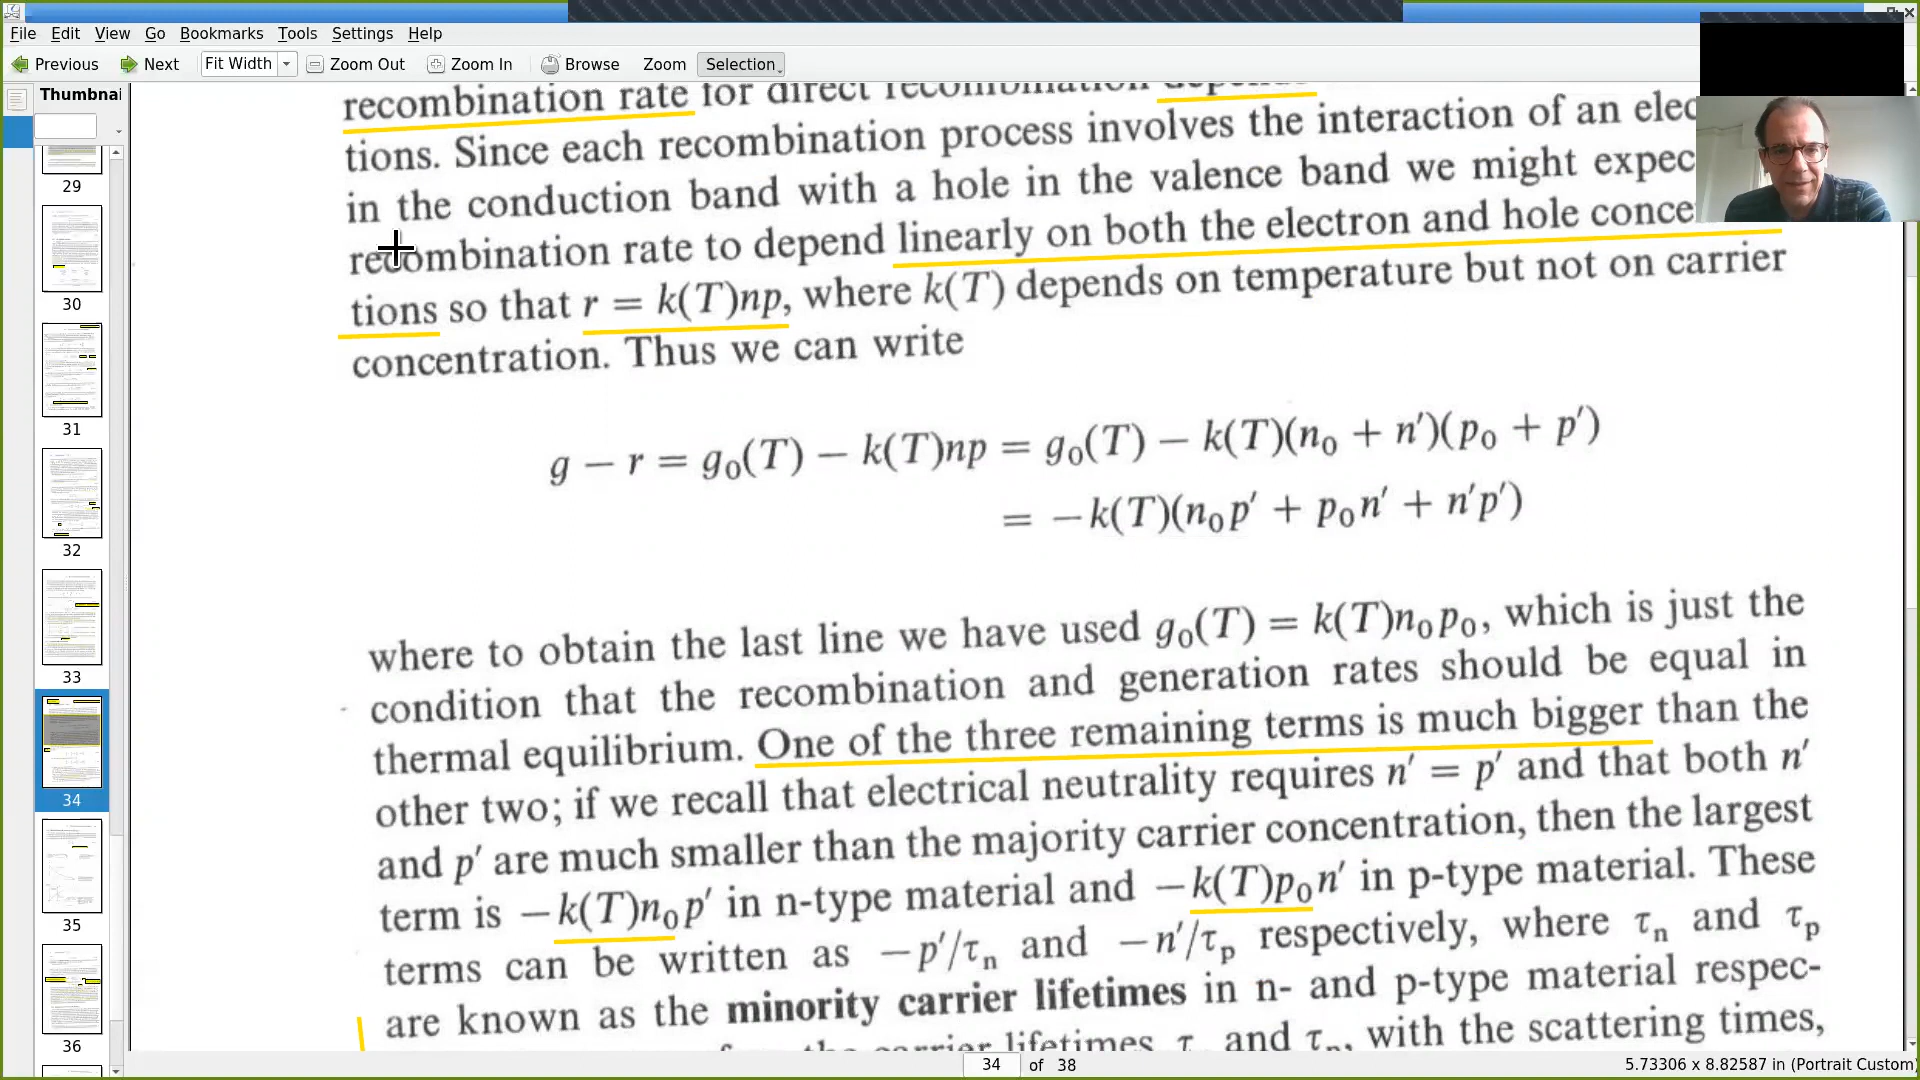 File Edit View Go Bookmarks Tools Settings Help
Previous Next Fit Width Zoom Out Zoom In Browse Zoom Selection
Thumbnai
29
30
31
32
33
34
35
36
recombination rate for direct recombination
tions. Since each recombination process involves the interaction of an elec
in the conduction band with a hole in the valence band we might expec
recombination rate to depend linearly on both the electron and hole conce
tions so that r = k(T)np, where k(T) depends on temperature but not on carrier
concentration. Thus we can write
g − r = g₀(T) − k(T)np = g₀(T) − k(T)(n₀ + n′)(p₀ + p′)
= −k(T)(n₀p′ + p₀n′ + n′p′)
where to obtain the last line we have used g₀(T) = k(T)n₀p₀, which is just the
condition that the recombination and generation rates should be equal in
thermal equilibrium. One of the three remaining terms is much bigger than the
other two; if we recall that electrical neutrality requires n′ = p′ and that both n′
and p′ are much smaller than the majority carrier concentration, then the largest
term is −k(T)n₀p′ in n-type material and −k(T)p₀n′ in p-type material. These
terms can be written as −p′/τn and −n′/τp respectively, where τn and τp
are known as the minority carrier lifetimes in n- and p-type material respec-
carrier lifetimes and with the scattering times,
34 of 38
5.73306 x 8.82587 in (Portrait Custom)